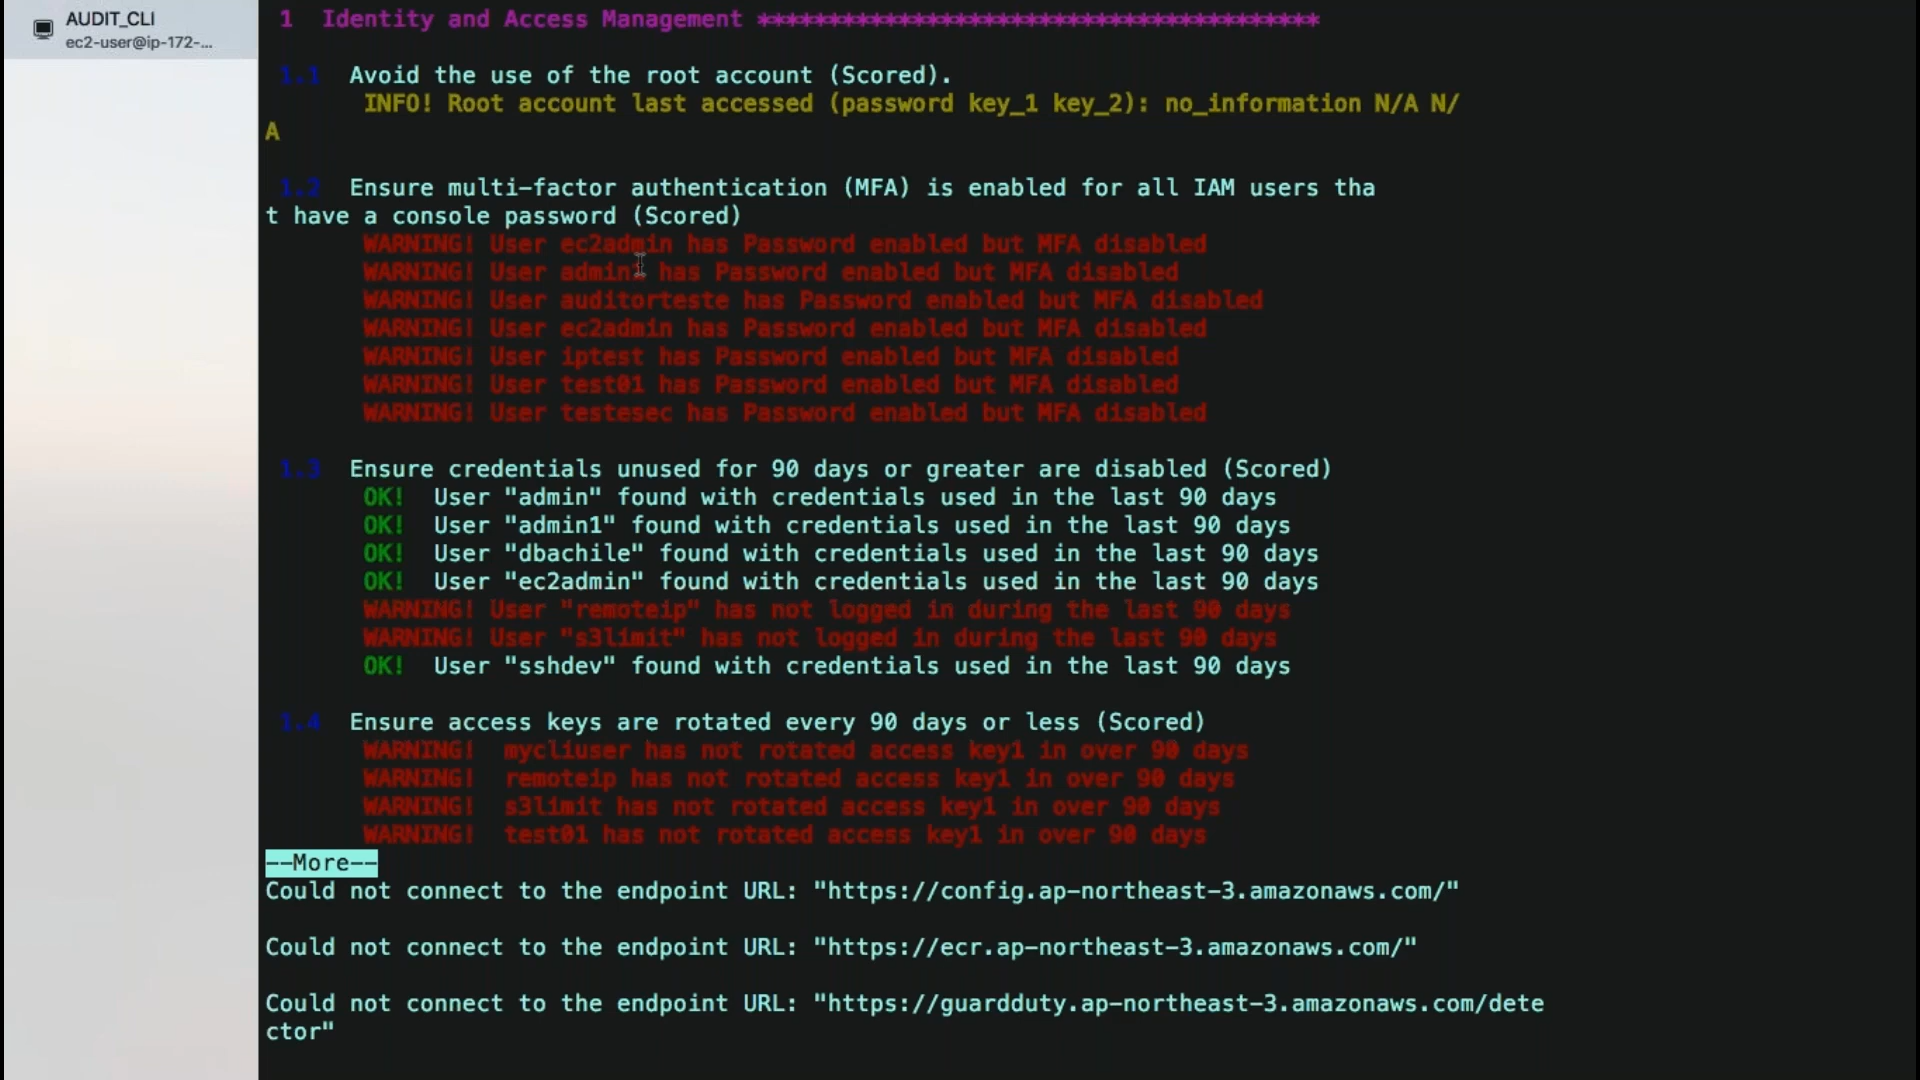 AUDIT_CLI
ec2-user@ip-172-...
1 Identity and Access Management ****************************************
1.1 Avoid the use of the root account (Scored).
INFO! Root account last accessed (password key_1 key_2): no_information N/A N/
A
1.2 Ensure multi-factor authentication (MFA) is enabled for all IAM users tha
t have a console password (Scored)
WARNING! User ec2admin has Password enabled but MFA disabled
WARNING! User admin1 has Password enabled but MFA disabled
WARNING! User auditorteste has Password enabled but MFA disabled
WARNING! User ec2admin has Password enabled but MFA disabled
WARNING! User iptest has Password enabled but MFA disabled
WARNING! User test01 has Password enabled but MFA disabled
WARNING! User testesec has Password enabled but MFA disabled
1.3 Ensure credentials unused for 90 days or greater are disabled (Scored)
OK! User "admin" found with credentials used in the last 90 days
OK! User "admin1" found with credentials used in the last 90 days
OK! User "dbachile" found with credentials used in the last 90 days
OK! User "ec2admin" found with credentials used in the last 90 days
WARNING! User "remoteip" has not logged in during the last 90 days
WARNING! User "s3limit" has not logged in during the last 90 days
OK! User "sshdev" found with credentials used in the last 90 days
1.4 Ensure access keys are rotated every 90 days or less (Scored)
WARNING! mycliuser has not rotated access key1 in over 90 days
WARNING! remoteip has not rotated access key1 in over 90 days
WARNING! s3limit has not rotated access key1 in over 90 days
WARNING! test01 has not rotated access key1 in over 90 days
--More--
Could not connect to the endpoint URL: "https://config.ap-northeast-3.amazonaws.com/"
Could not connect to the endpoint URL: "https://ecr.ap-northeast-3.amazonaws.com/"
Could not connect to the endpoint URL: "https://guardduty.ap-northeast-3.amazonaws.com/dete
ctor"